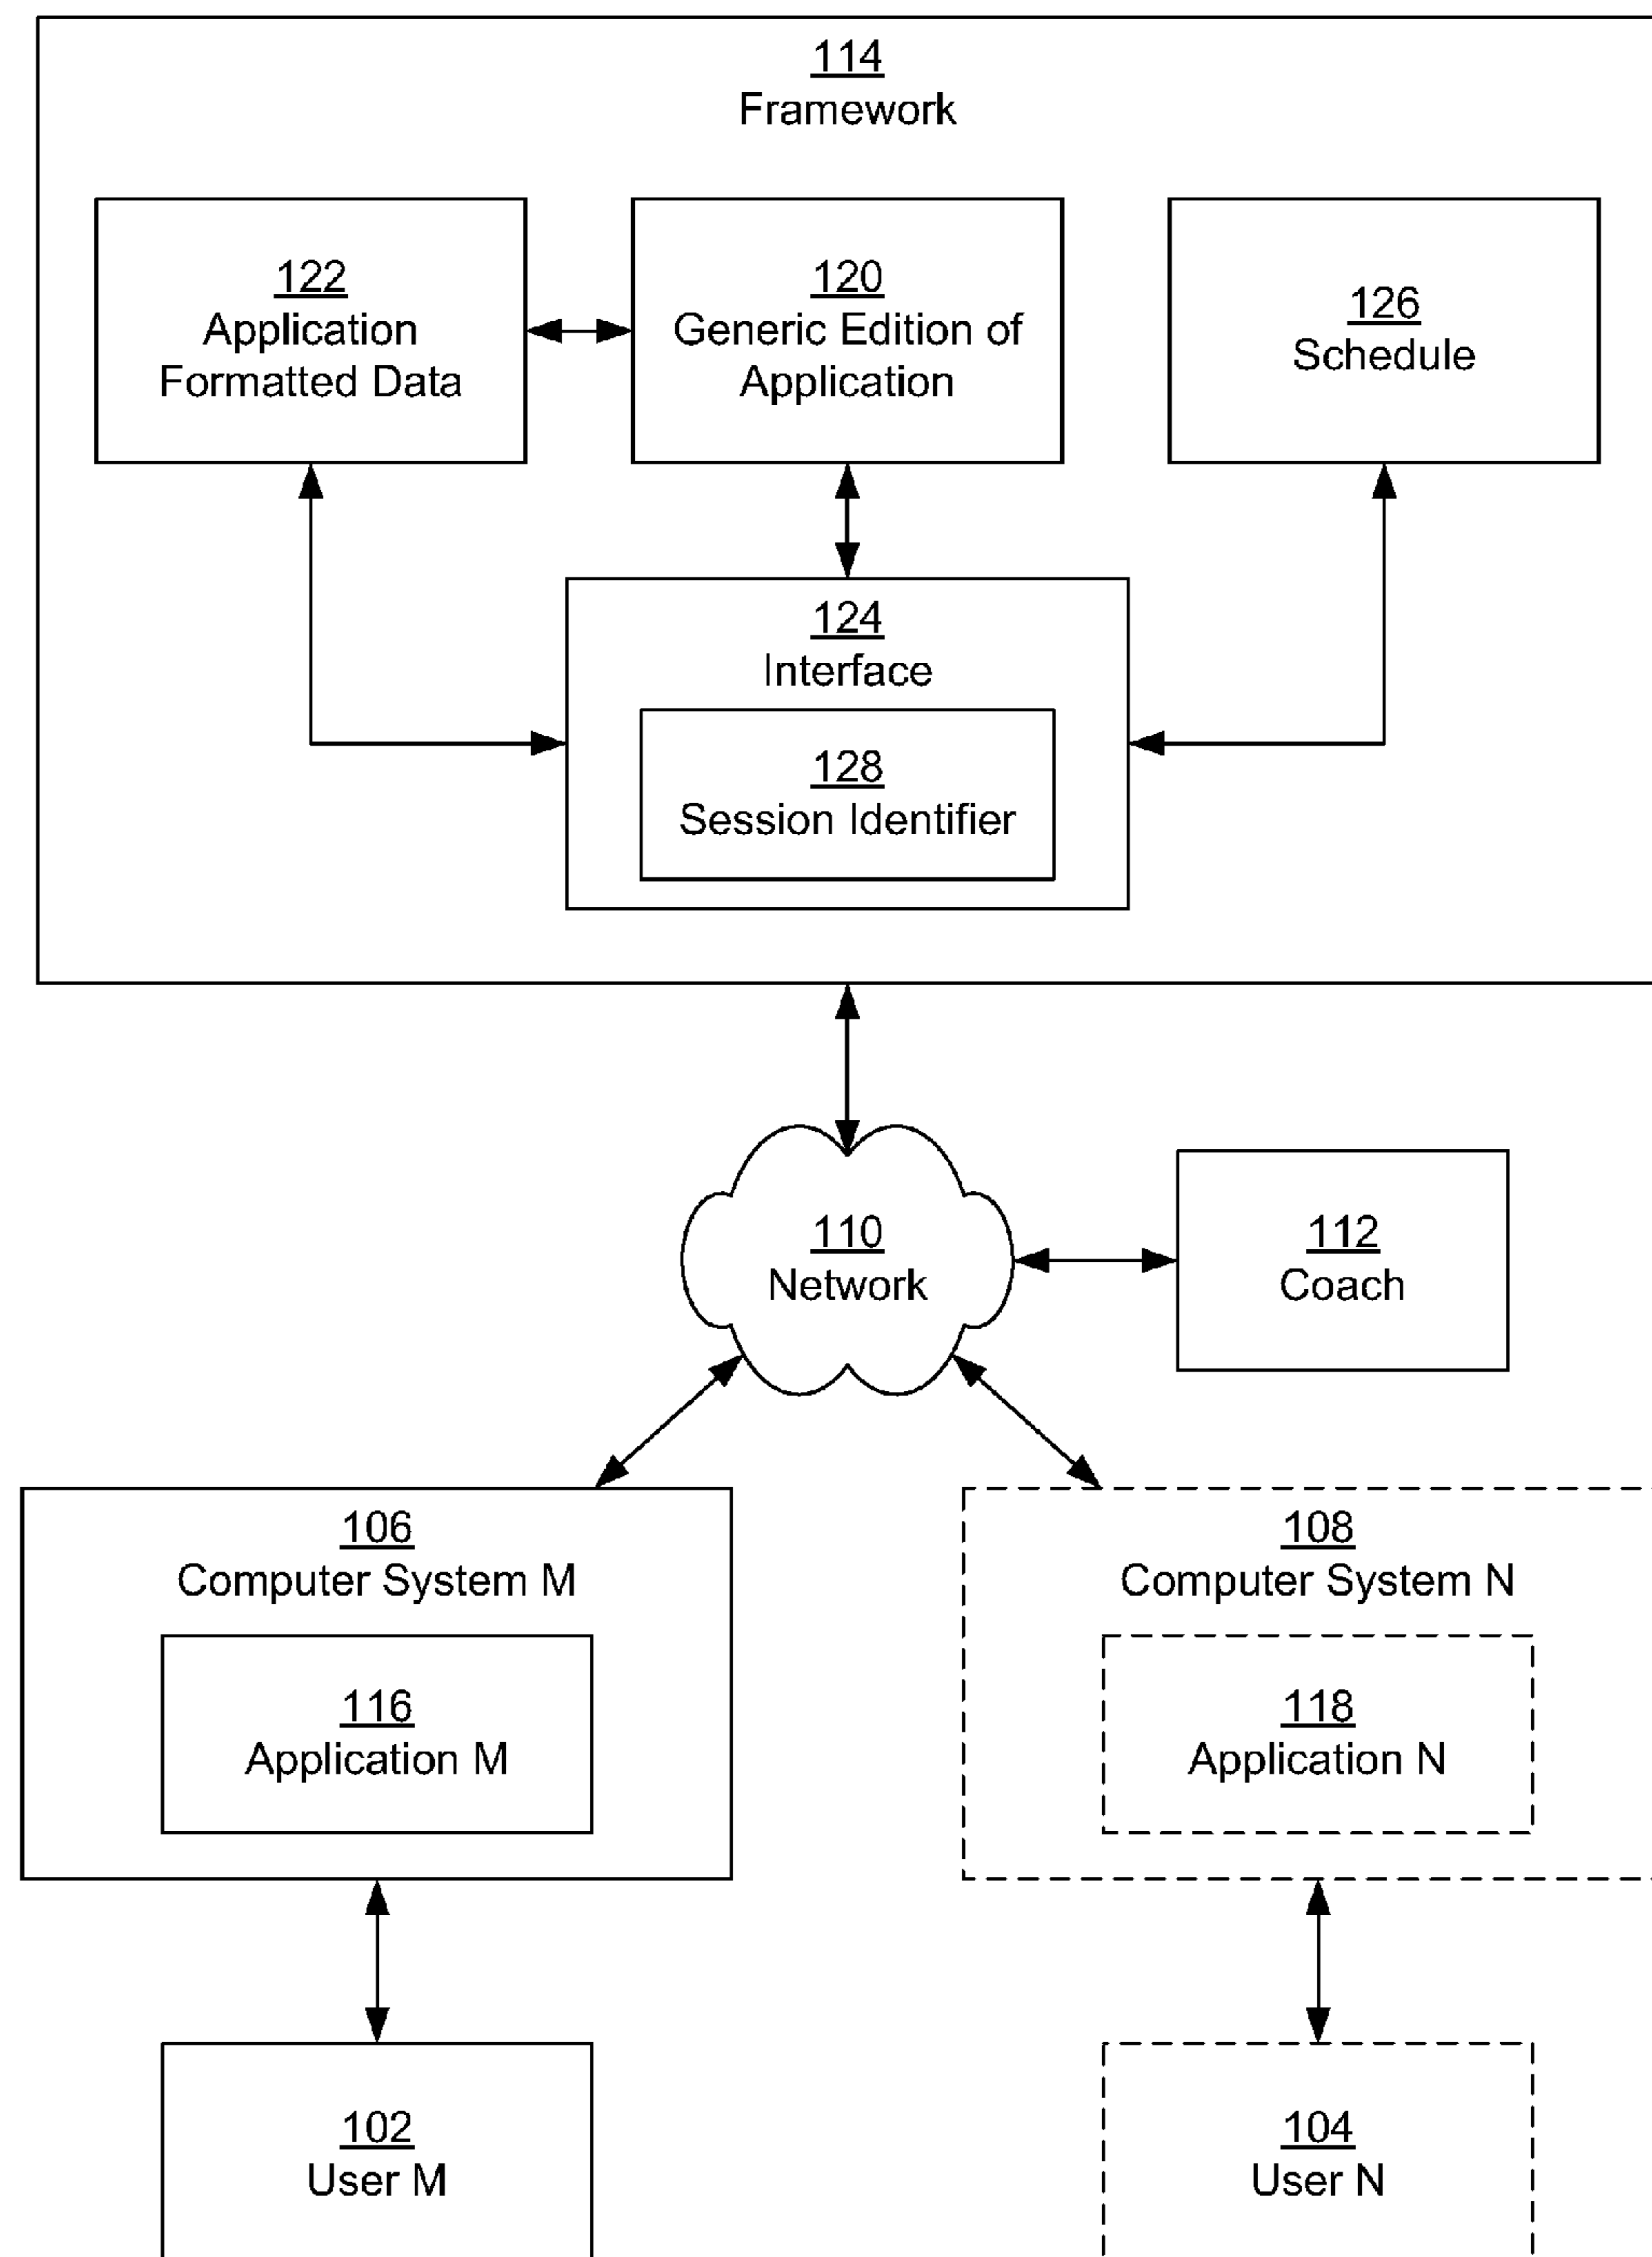 114
Framework
122
Application
Formatted Data
120
Generic Edition of
Application
126
Schedule
124
Interface
128
Session Identifier
110
Network
112
Coach
106
Computer System M
116
Application M
108
Computer System N
118
Application N
102
User M
104
User N